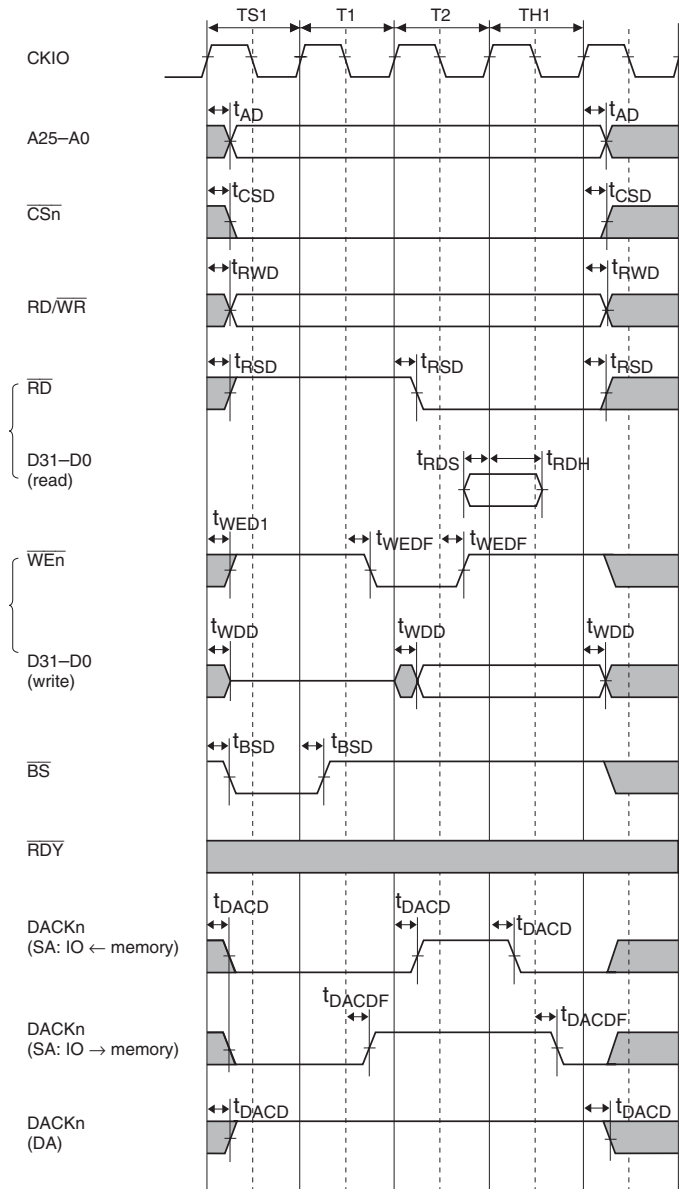 TS1 T1 T2 TH1
CKIO
tAD tAD
A25–A0
tCSD tCSD
CSn
tRWD tRWD
RD/WR
tRSD tRSD tRSD
RD
D31–D0
(read)
tRDS tRDH
tWED1
tWEDF tWEDF
WEn
tWDD tWDD tWDD
D31–D0
(write)
tBSD tBSD
BS
RDY
tDACD tDACD tDACD
DACKn
(SA: IO ← memory)
tDACDF tDACDF
DACKn
(SA: IO → memory)
tDACD tDACD
DACKn
(DA)